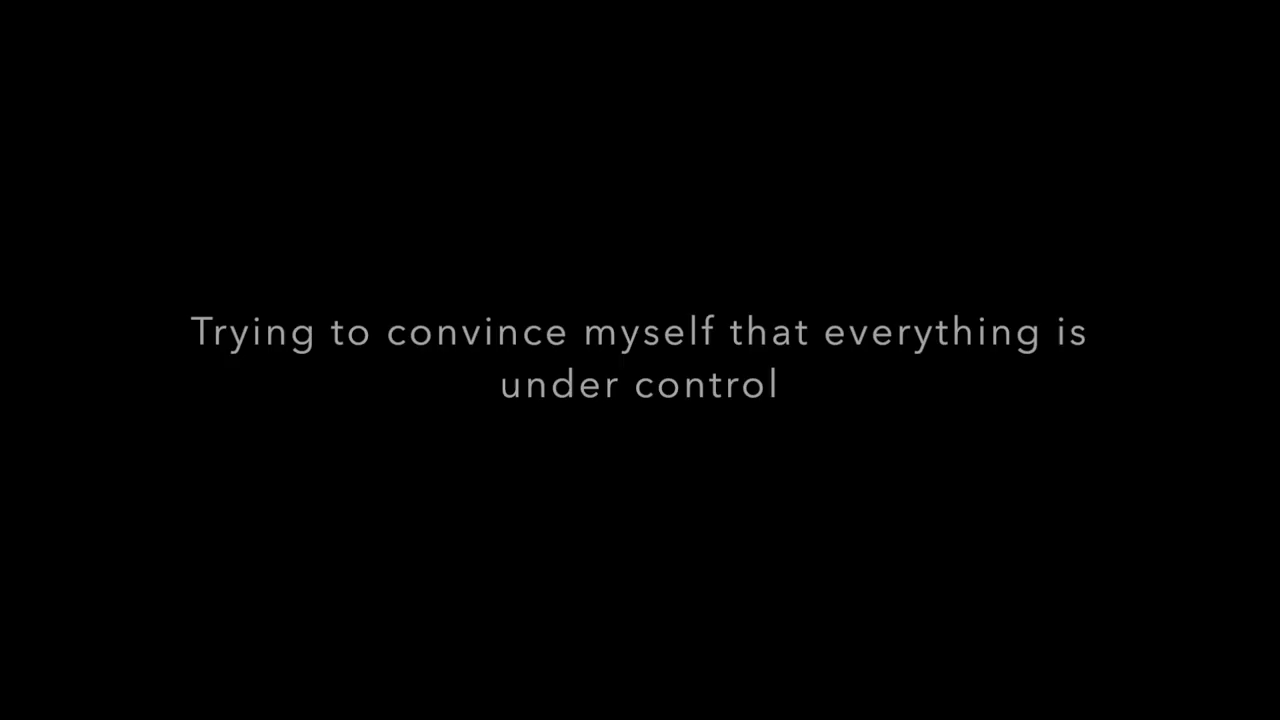 Trying to convince myself that everything is
under control